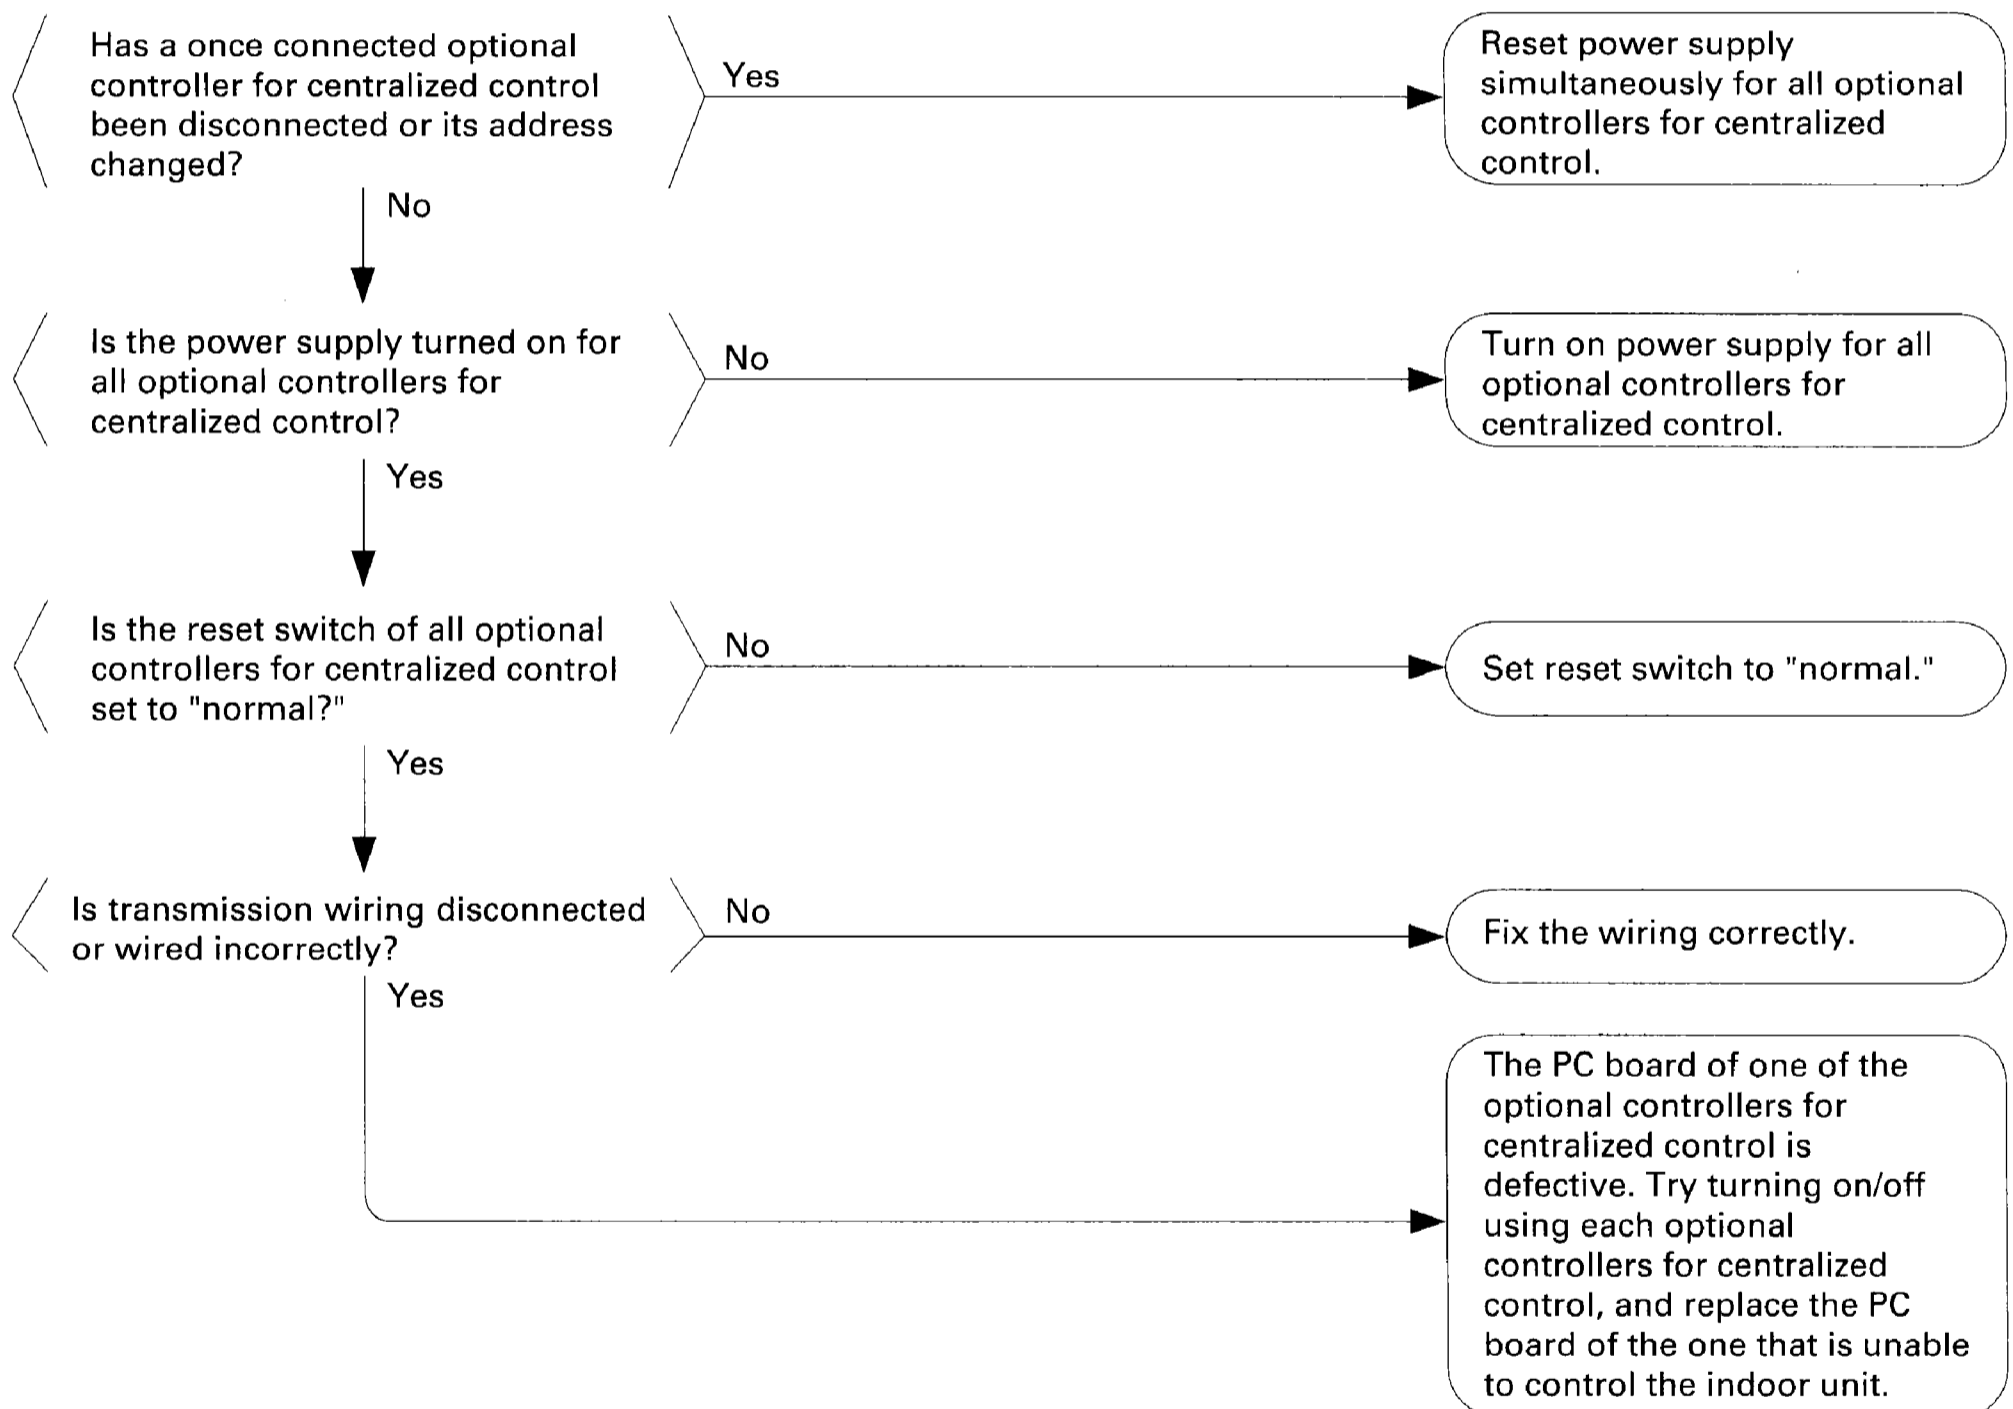 Has a once connected optional
controller for centralized control
been disconnected or its address
changed?
Yes
Reset power supply
simultaneously for all optional
controllers for centralized
control.
No
Is the power supply turned on for
all optional controllers for
centralized control?
No
Turn on power supply for all
optional controllers for
centralized control.
Yes
Is the reset switch of all optional
controllers for centralized control
set to "normal?"
No
Set reset switch to "normal."
Yes
Is transmission wiring disconnected
or wired incorrectly?
No
Fix the wiring correctly.
Yes
The PC board of one of the
optional controllers for
centralized control is
defective. Try turning on/off
using each optional
controllers for centralized
control, and replace the PC
board of the one that is unable
to control the indoor unit.